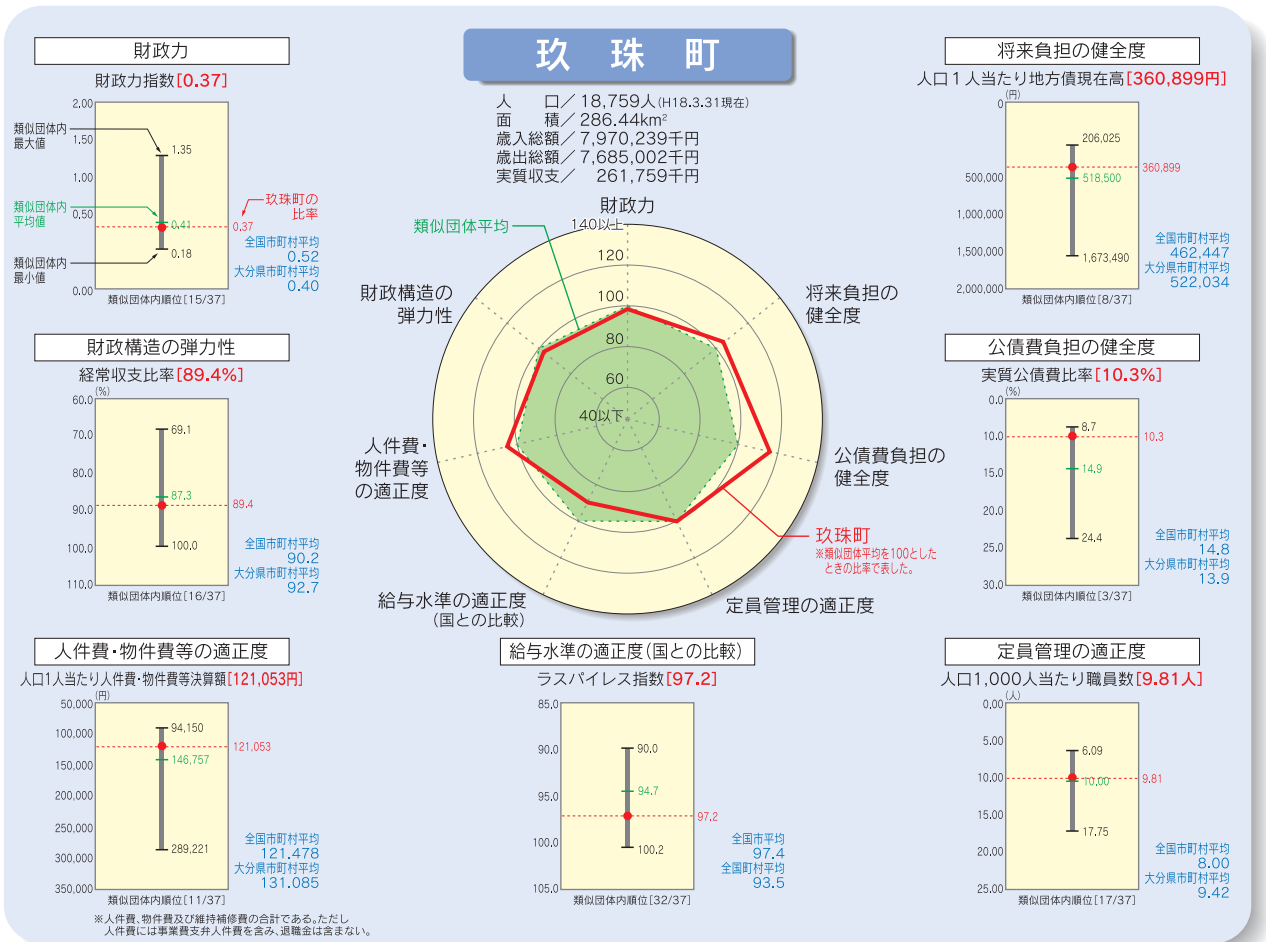 玖 珠 町
人　　口／ 18,759人(H18.3.31現在)
面　　積／ 286.44km²
歳入総額／ 7,970,239千円
歳出総額／ 7,685,002千円
実質収支／ 261,759千円
財政力
財政力指数[0.37]
2.00
1.50
1.00
0.50
0.00
類似団体内
最大値
類似団体内
平均値
類似団体内
最小値
1.35
0.41
0.18
玖珠町の
比率
0.37
全国市町村平均
0.52
大分県市町村平均
0.40
類似団体内順位[15/37]
財政構造の弾力性
経常収支比率[89.4%]
(%)
60.0
70.0
80.0
90.0
100.0
110.0
69.1
87.3
89.4
100.0
全国市町村平均
90.2
大分県市町村平均
92.7
類似団体内順位[16/37]
人件費・物件費等の適正度
人口1人当たり人件費・物件費等決算額[121,053円]
(円)
50,000
100,000
150,000
200,000
250,000
300,000
350,000
94,150
121,053
146,757
289,221
全国市町村平均
121.478
大分県市町村平均
131.085
類似団体内順位[11/37]
※人件費、物件費及び維持補修費の合計である。ただし
人件費には事業費支弁人件費を含み、退職金は含まない。
類似団体平均
財政力
140以上
120
100
80
60
40以下
将来負担の
健全度
公債費負担の
健全度
定員管理の適正度
給与水準の適正度
(国との比較)
人件費・
物件費等
の適正度
財政構造の
弾力性
玖珠町
※類似団体平均を100とした
ときの比率で表した。
給与水準の適正度(国との比較)
ラスパイレス指数[97.2]
85.0
90.0
95.0
100.0
105.0
90.0
94.7
97.2
100.2
全国市平均
97.4
全国町村平均
93.5
類似団体内順位[32/37]
将来負担の健全度
人口１人当たり地方債現在高[360,899円]
(円)
0
500,000
1,000,000
1,500,000
2,000,000
206,025
360,899
518,500
1,673,490
全国市町村平均
462,447
大分県市町村平均
522,034
類似団体内順位[8/37]
公債費負担の健全度
実質公債費比率[10.3%]
(%)
0.0
10.0
15.0
20.0
25.0
30.0
8.7
10.3
14.9
24.4
全国市町村平均
14.8
大分県市町村平均
13.9
類似団体内順位[3/37]
定員管理の適正度
人口1,000人当たり職員数[9.81人]
(人)
0.00
5.00
10.00
15.00
20.00
25.00
6.09
9.81
10.00
17.75
全国市町村平均
8.00
大分県市町村平均
9.42
類似団体内順位[17/37]